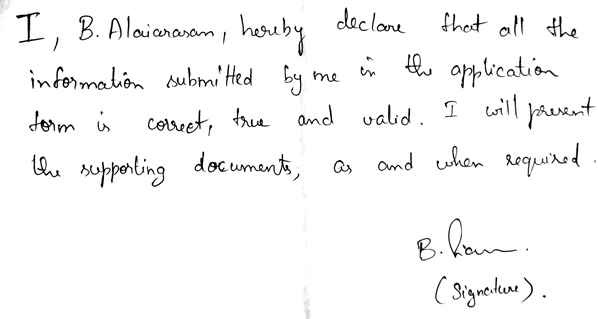 I, B. Alaiarasan, hereby declare that all the
information submitted by me in the application
form is correct, true and valid. I will present
the supporting documents, as and when required.
B.
(Signature).